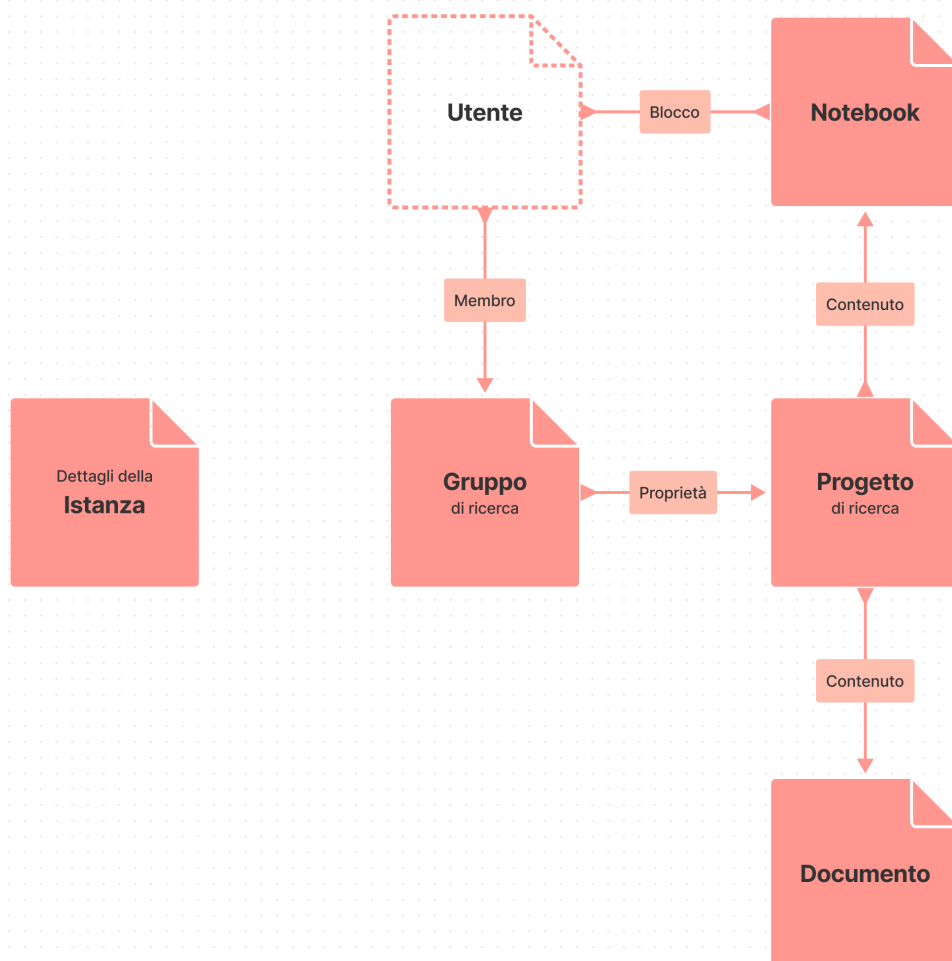 Utente
Blocco
Notebook
Membro
Contenuto
Dettagli della
Istanza
Gruppo
di ricerca
Proprietà
Progetto
di ricerca
Contenuto
Documento